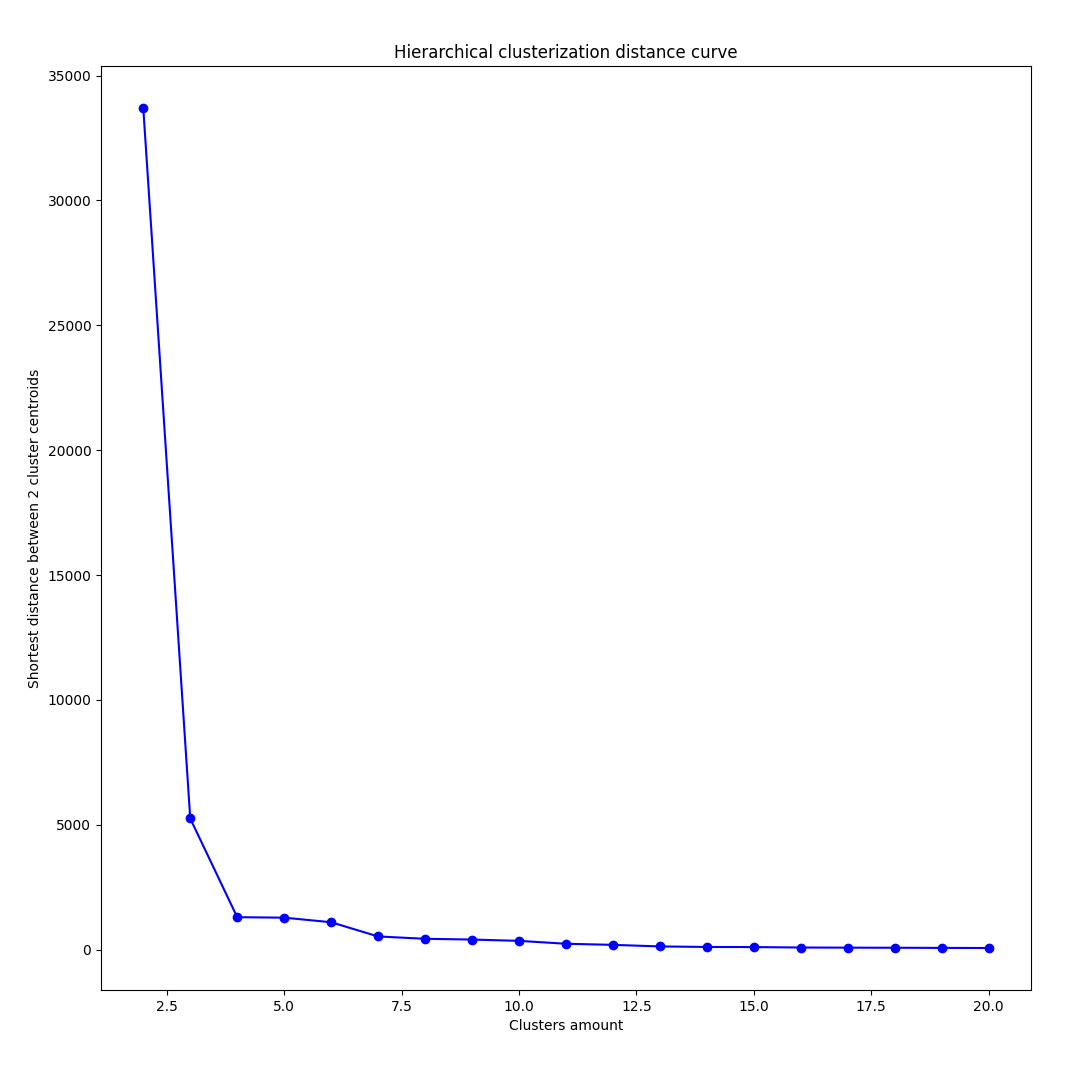 Hierarchical clusterization distance curve
35000
30000
25000
20000
15000
10000
5000
0
Shortest distance between 2 cluster centroids
2.5 5.0 7.5 10.0 12.5 15.0 17.5 20.0
Clusters amount